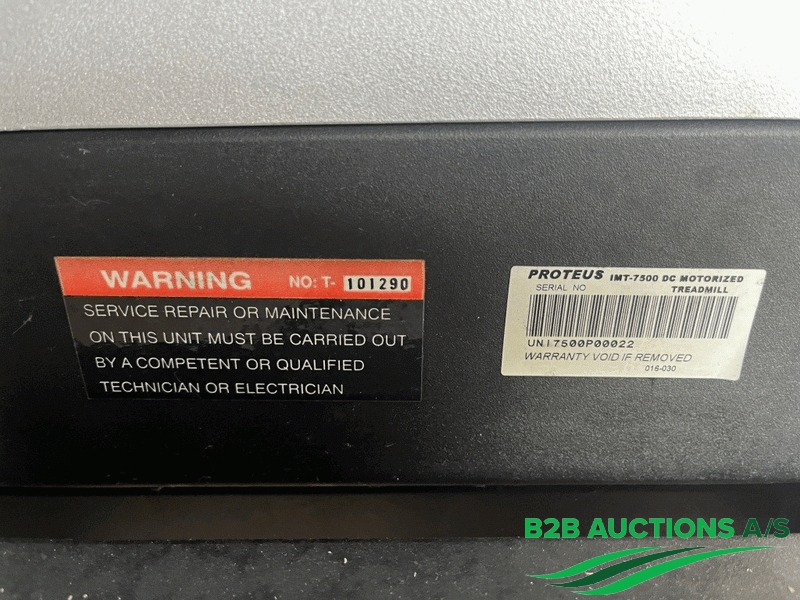 WARNING NO: T- 101290
SERVICE REPAIR OR MAINTENANCE
ON THIS UNIT MUST BE CARRIED OUT
BY A COMPETENT OR QUALIFIED
TECHNICIAN OR ELECTRICIAN
PROTEUS IMT-7500 DC MOTORIZED
SERIAL NO TREADMILL
UNI7500P00022
WARRANTY VOID IF REMOVED
016-030
B2B AUCTIONS A/S